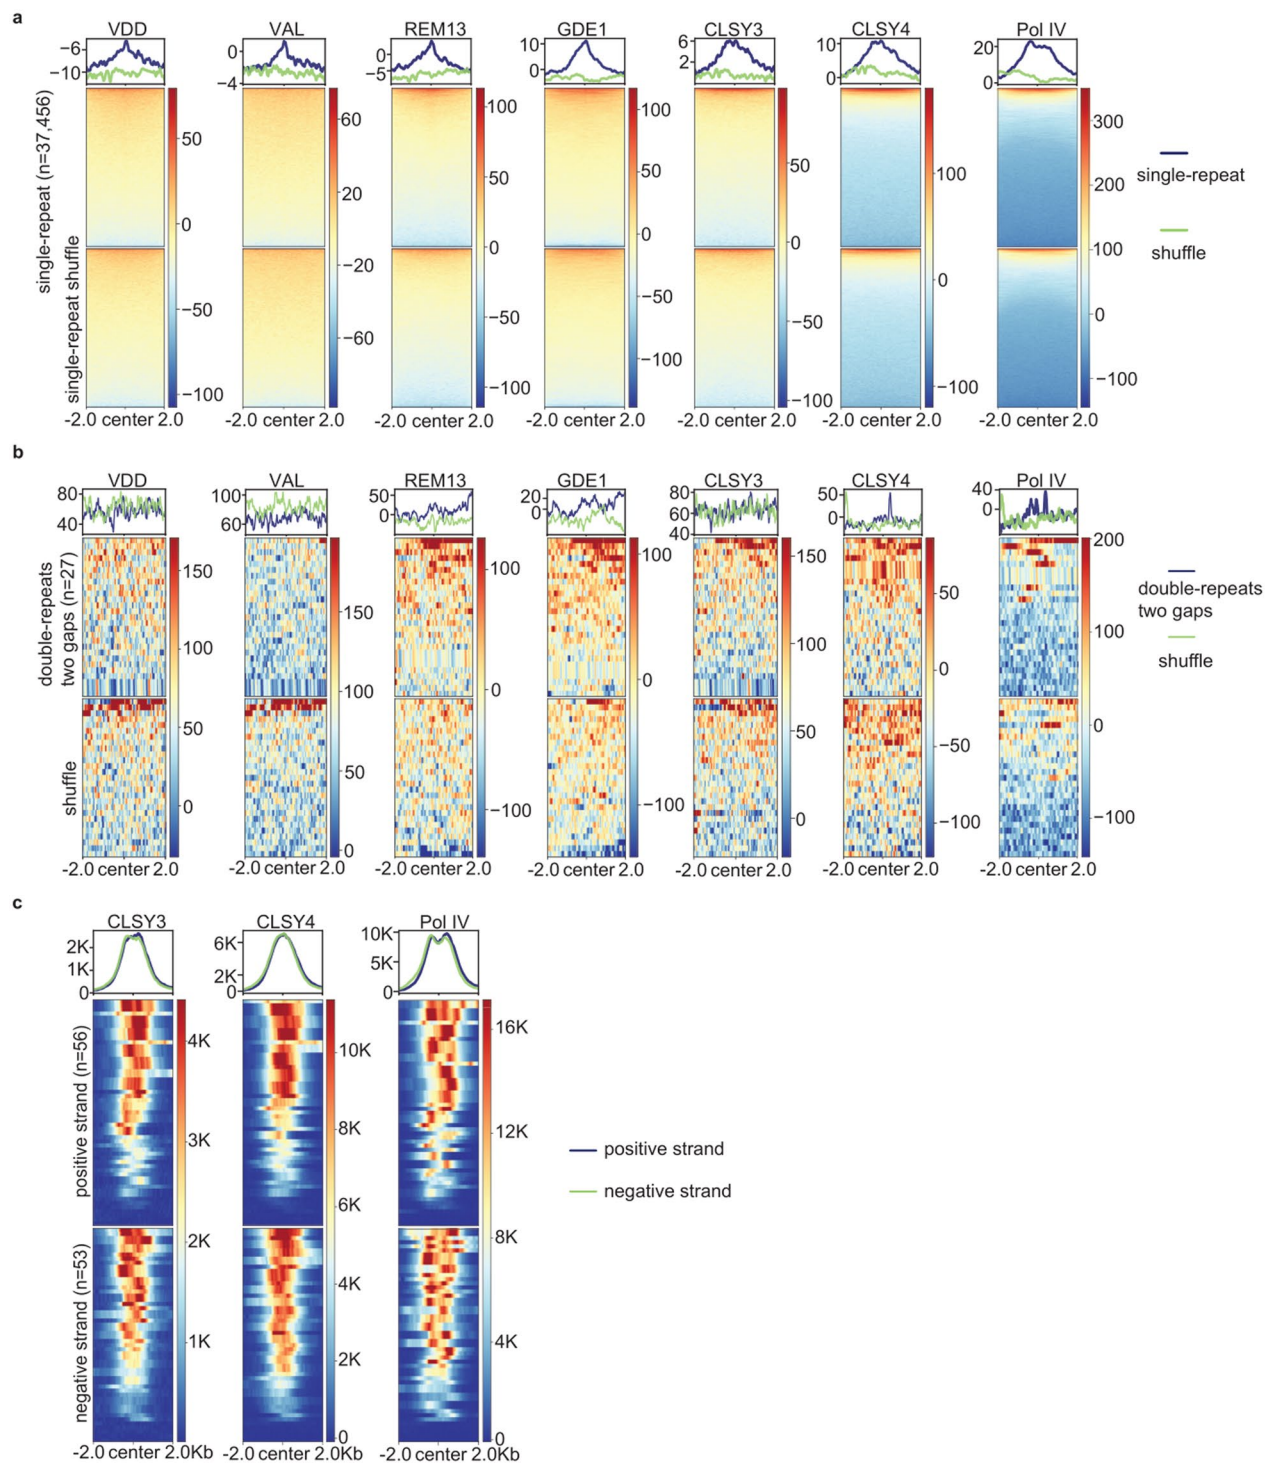 a
VDD VAL REM13 GDE1 CLSY3 CLSY4 Pol IV
−6 −10
0 −4
0 −5
10 0
6 2
10 0
20 0
single-repeat (n=37,456)
single-repeat shuffle
50 0 −50 −100
60 20 −20 −60
100 50 0 −50 −100
100 50 0 −50 −100
50 0 −50 −100
100 0 −100
300 200 100 0 −100
single-repeat
shuffle
-2.0 center 2.0 -2.0 center 2.0 -2.0 center 2.0 -2.0 center 2.0 -2.0 center 2.0 -2.0 center 2.0 -2.0 center 2.0
b
VDD VAL REM13 GDE1 CLSY3 CLSY4 Pol IV
80 40
100 60
50 0
20 0
80 60 40
50 0
40 0
double-repeats
two gaps (n=27)
shuffle
150 100 50 0
150 100 50 0
100 0 −100
100 0 −100
150 100 50 0
50 0 −50 −100
200 100 0 −100
double-repeats
two gaps
shuffle
-2.0 center 2.0 -2.0 center 2.0 -2.0 center 2.0 -2.0 center 2.0 -2.0 center 2.0 -2.0 center 2.0 -2.0 center 2.0
c
CLSY3 CLSY4 Pol IV
2K 1K 0
6K 2K 0
10K 5K 0
positive strand (n=56)
negative strand (n=53)
4K 3K 2K 1K
10K 8K 6K 4K 2K 0
16K 12K 8K 4K 0
positive strand
negative strand
-2.0 center 2.0Kb -2.0 center 2.0Kb -2.0 center 2.0Kb